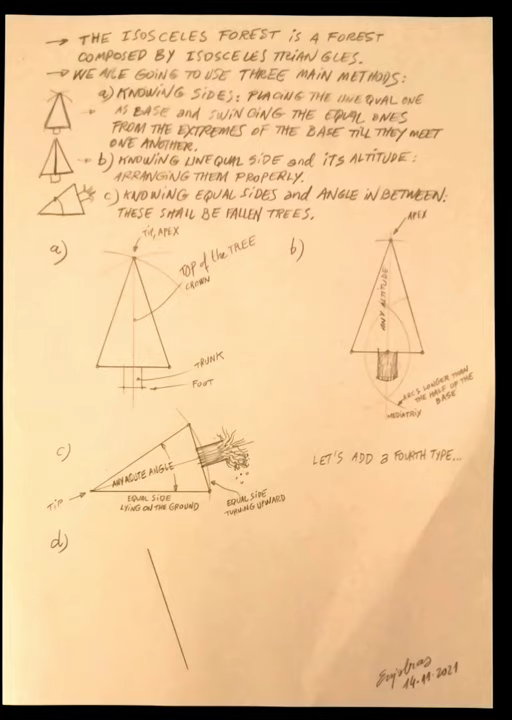 → THE ISOSCELES FOREST IS A FOREST
COMPOSED BY ISOSCELES TRIANGLES.
→ WE ARE GOING TO USE THREE MAIN METHODS:
a) KNOWING SIDES: PLACING THE UNEQUAL ONE
AS BASE and SWINGING THE EQUAL ONES
FROM THE EXTREMES OF THE BASE TILL THEY MEET
ONE ANOTHER.
b) KNOWING UNEQUAL SIDE and ITS ALTITUDE:
ARRANGING THEM PROPERLY.
c) KNOWING EQUAL SIDES and ANGLE IN BETWEEN:
THESE SHALL BE FALLEN TREES.
a)
TIP, APEX
TOP of the TREE
CROWN
TRUNK
FOOT
b)
APEX
ANY ALTITUDE
ARCS LONGER THAN
THE HALF OF THE
BASE
MEDIATRIX
c)
ANY ACUTE ANGLE
TIP
EQUAL SIDE
LYING ON THE GROUND
EQUAL SIDE
TURNING UPWARD
LET'S ADD a FOURTH TYPE...
d)
14·11·2021